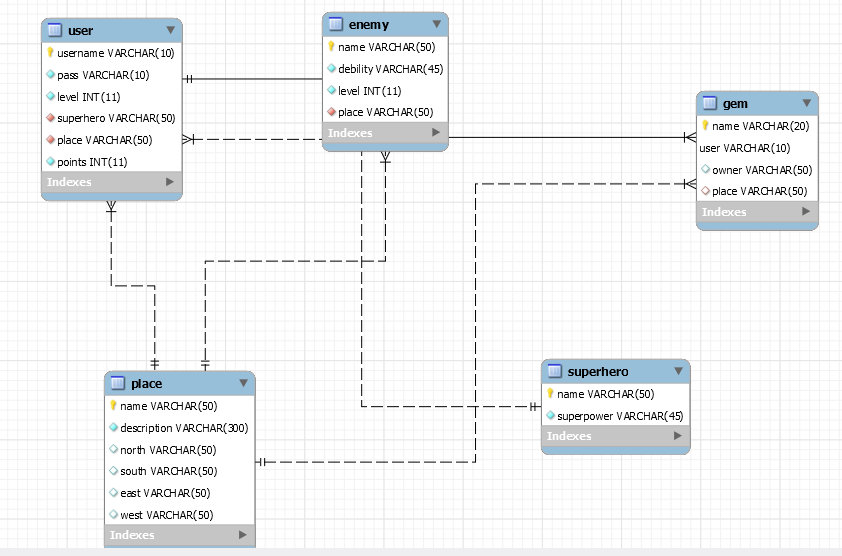 user
username VARCHAR(10)
pass VARCHAR(10)
level INT(11)
superhero VARCHAR(50)
place VARCHAR(50)
points INT(11)
Indexes
enemy
name VARCHAR(50)
debility VARCHAR(45)
level INT(11)
place VARCHAR(50)
Indexes
gem
name VARCHAR(20)
user VARCHAR(10)
owner VARCHAR(50)
place VARCHAR(50)
Indexes
place
name VARCHAR(50)
description VARCHAR(300)
north VARCHAR(50)
south VARCHAR(50)
east VARCHAR(50)
west VARCHAR(50)
Indexes
superhero
name VARCHAR(50)
superpower VARCHAR(45)
Indexes